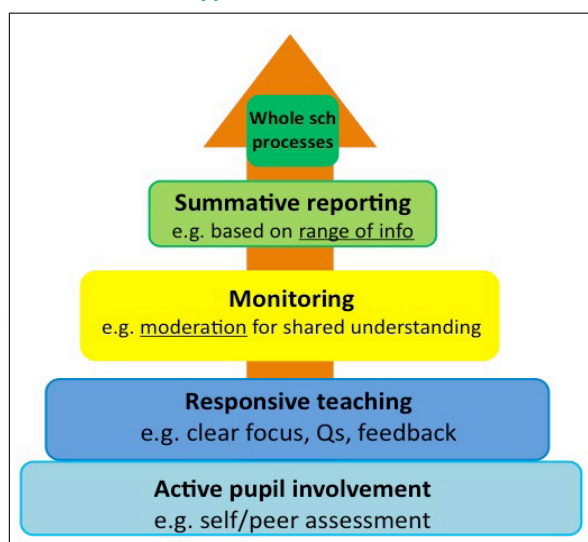 Whole sch
processes
Summative reporting
e.g. based on range of info
Monitoring
e.g. moderation for shared understanding
Responsive teaching
e.g. clear focus, Qs, feedback
Active pupil involvement
e.g. self/peer assessment